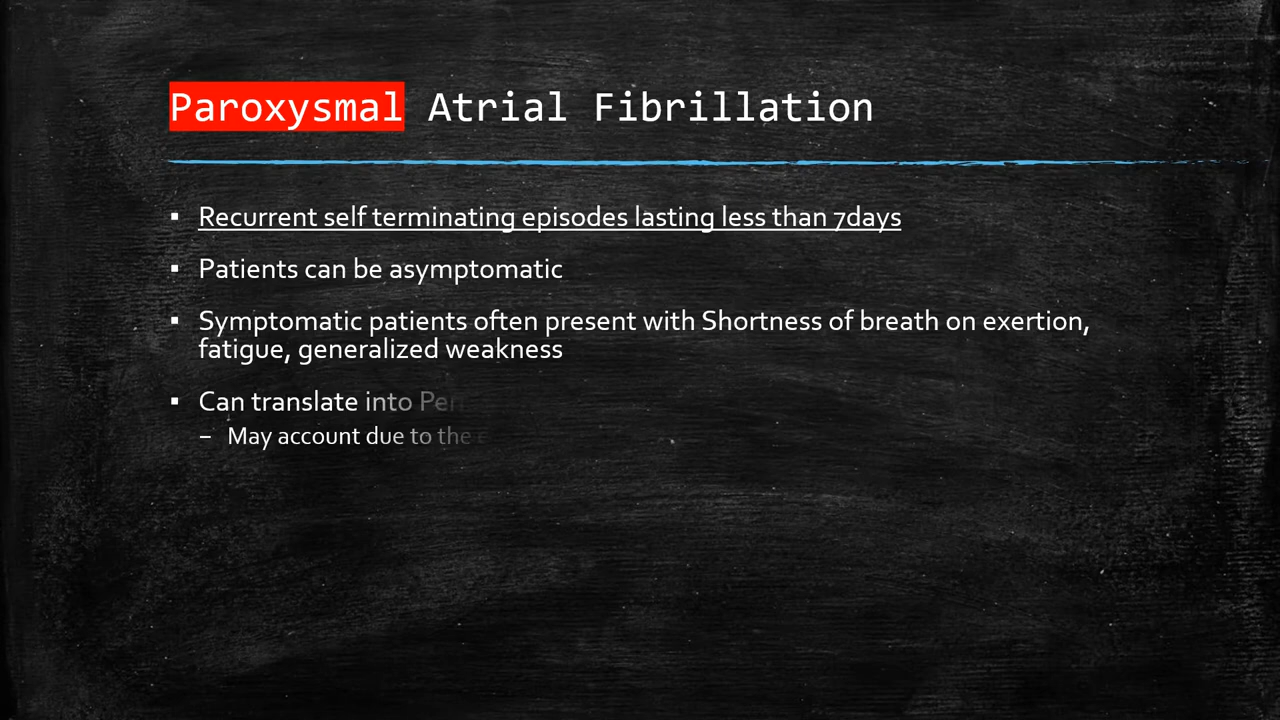 Paroxysmal Atrial Fibrillation
▪ Recurrent self terminating episodes lasting less than 7days
▪ Patients can be asymptomatic
▪ Symptomatic patients often present with Shortness of breath on exertion,
fatigue, generalized weakness
▪ Can translate into
– May account due to the